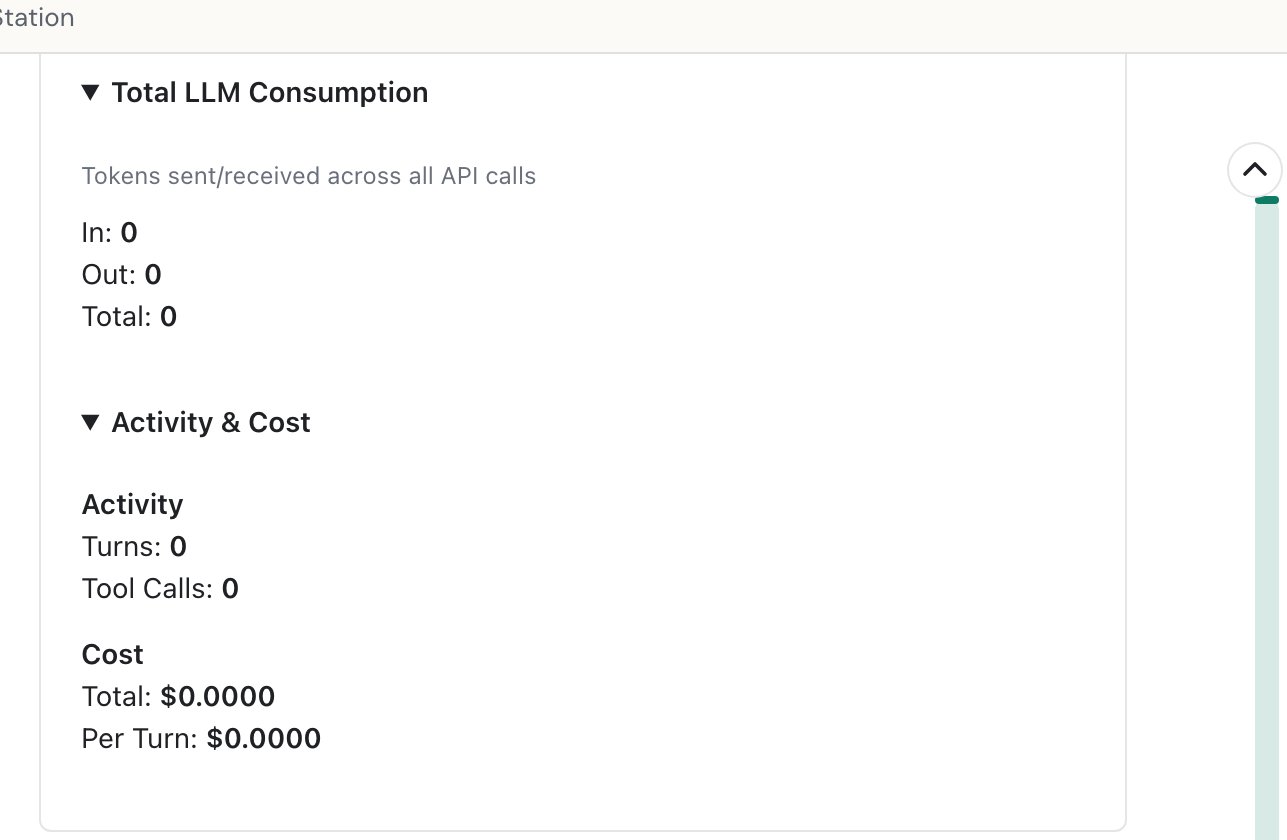 Station
Total LLM Consumption
Tokens sent/received across all API calls
In: 0
Out: 0
Total: 0
Activity & Cost
Activity
Turns: 0
Tool Calls: 0
Cost
Total: $0.0000
Per Turn: $0.0000